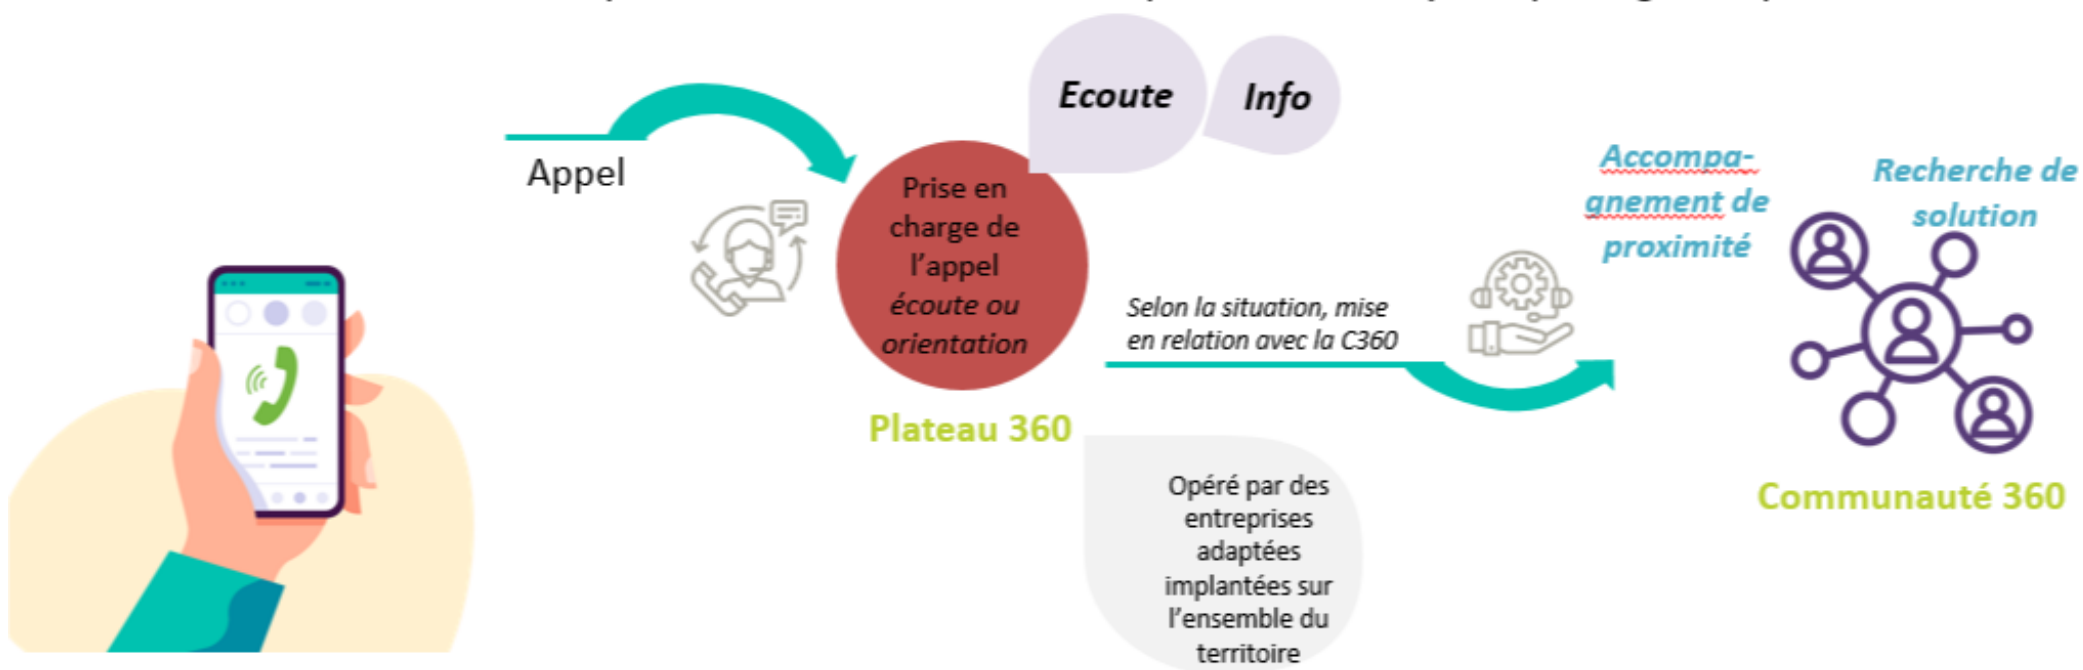 Ecoute
Info
Appel
Prise en
charge de
l’appel
écoute ou
orientation
Plateau 360
Selon la situation, mise
en relation avec la C360
Opéré par des
entreprises
adaptées
implantées sur
l’ensemble du
territoire
Accompa-
gnement de
proximité
Recherche de
solution
Communauté 360